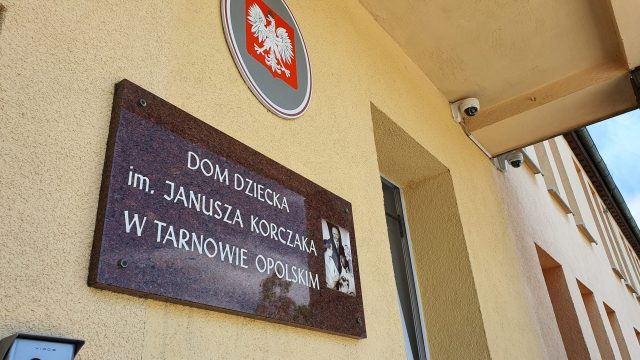 DOM DZIECKA
im. JANUSZA KORCZAKA
W TARNOWIE OPOLSKIM